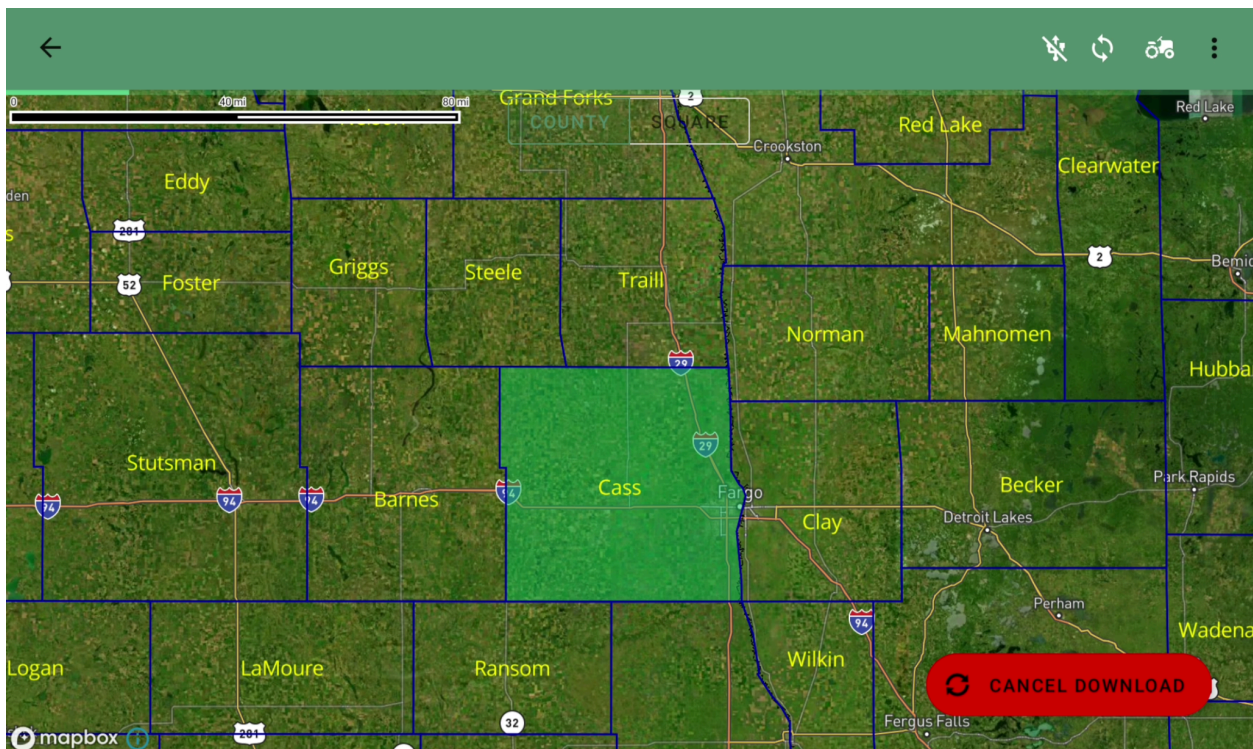 0
40 mi
80 mi
Grand Forks
2
Red Lake
COUNTY
SQUARE
Red Lake
Crookston
Clearwater
Eddy
den
s
281
2
Griggs
Steele
Traill
Bemid
Foster
52
Norman
Mahnomen
29
Hubba
29
Stutsman
Cass
94
Fargo
Becker
Park Rapids
94
94
94
Barnes
Clay
Detroit Lakes
Perham
94
Wadena
Logan
LaMoure
Ransom
Wilkin
CANCEL DOWNLOAD
32
Fergus Falls
281
mapbox